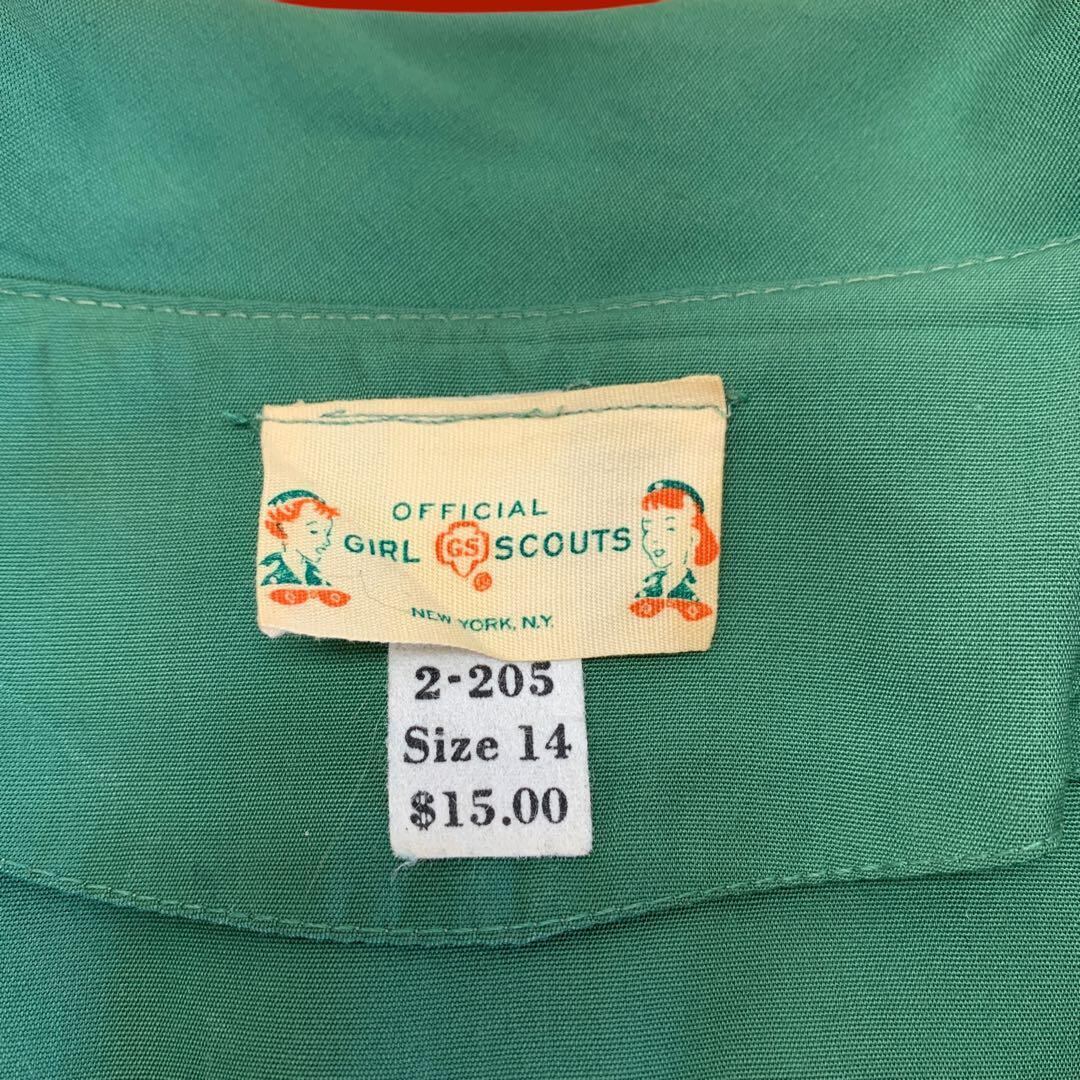 OFFICIAL
GIRL GS SCOUTS
®
NEW YORK, N.Y.
2-205
Size 14
$15.00